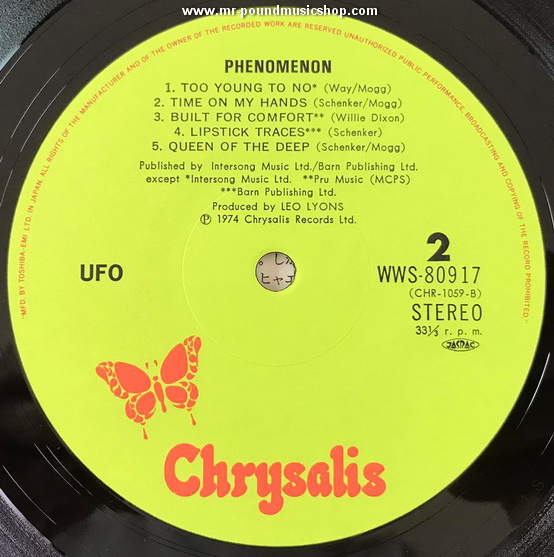 www.mr-poundmusicshop.com
"MFD. BY TOSHIBA-EMI LTD. IN JAPAN. ALL RIGHTS OF THE MANUFACTURER AND OF THE OWNER OF THE RECORDED WORK RESERVED. UNAUTHORIZED PUBLIC PERFORMANCE, BROADCASTING AND COPYING OF THE RECORD PROHIBITED."
PHENOMENON
1. TOO YOUNG TO NO* (Way/Mogg)
2. TIME ON MY HANDS (Schenker/Mogg)
3. BUILT FOR COMFORT** (Willie Dixon)
4. LIPSTICK TRACES*** (Schenker)
5. QUEEN OF THE DEEP (Schenker/Mogg)
Published by Intersong Music Ltd./Barn Publishing Ltd.
except *Intersong Music Ltd. **Pru Music (MCPS)
***Barn Publishing Ltd.
Produced by LEO LYONS
Ⓟ 1974 Chrysalis Records Ltd.
UFO
2
WWS-80917
(CHR-1059-B)
STEREO
33⅓ r. p. m.
JASRAC
Chrysalis